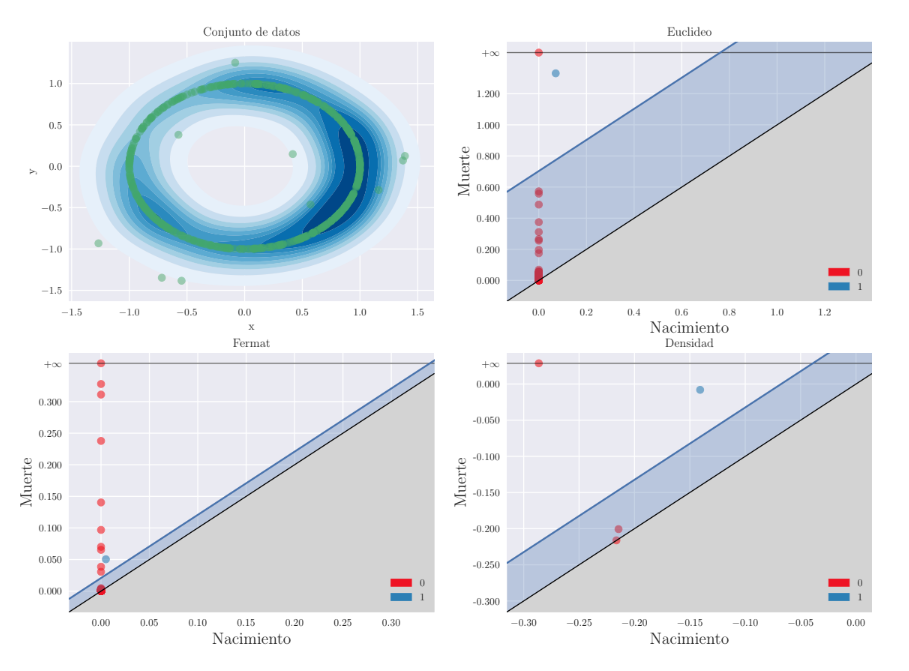 Conjunto de datos
y
1.0
0.5
0.0
−0.5
−1.0
−1.5
−1.5 −1.0 −0.5 0.0 0.5 1.0 1.5
x
Euclideo
Muerte
+∞
1.200
1.000
0.800
0.600
0.400
0.200
0.000
0.0 0.2 0.4 0.6 0.8 1.0 1.2
Nacimiento
0
1
Fermat
Muerte
+∞
0.300
0.250
0.200
0.150
0.100
0.050
0.000
0.00 0.05 0.10 0.15 0.20 0.25 0.30
Nacimiento
0
1
Densidad
Muerte
+∞
0.000
-0.050
-0.100
-0.150
-0.200
-0.250
-0.300
−0.30 −0.25 −0.20 −0.15 −0.10 −0.05 0.00
Nacimiento
0
1